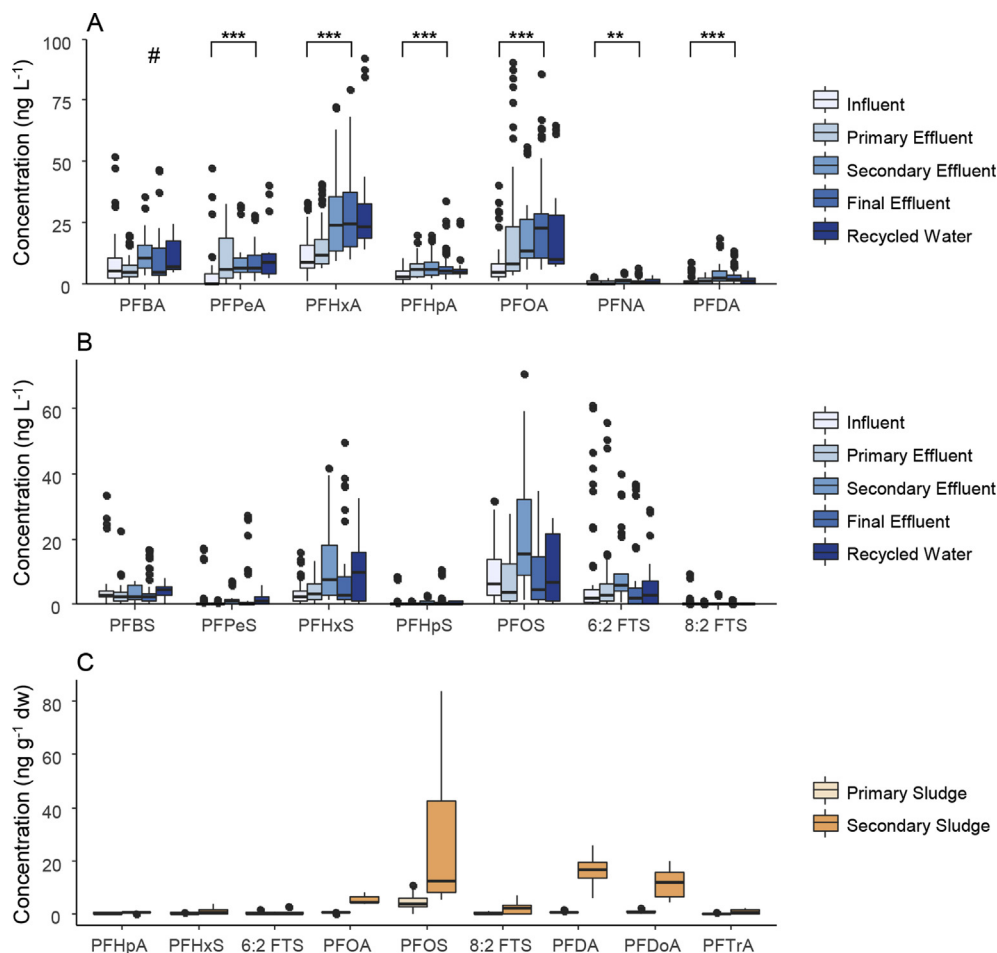 A
Concentration (ng L⁻¹)
100
75
50
25
0
#
***
***
***
***
**
***
PFBA
PFPeA
PFHxA
PFHpA
PFOA
PFNA
PFDA
Influent
Primary Effluent
Secondary Effluent
Final Effluent
Recycled Water
B
Concentration (ng L⁻¹)
60
40
20
0
PFBS
PFPeS
PFHxS
PFHpS
PFOS
6:2 FTS
8:2 FTS
Influent
Primary Effluent
Secondary Effluent
Final Effluent
Recycled Water
C
Concentration (ng g⁻¹ dw)
80
60
40
20
0
PFHpA
PFHxS
6:2 FTS
PFOA
PFOS
8:2 FTS
PFDA
PFDoA
PFTrA
Primary Sludge
Secondary Sludge